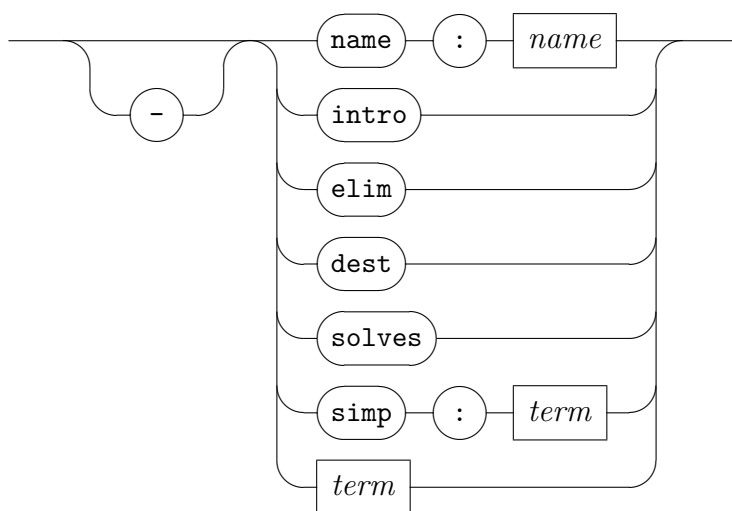 name : name
- intro
elim
dest
solves
simp : term
term